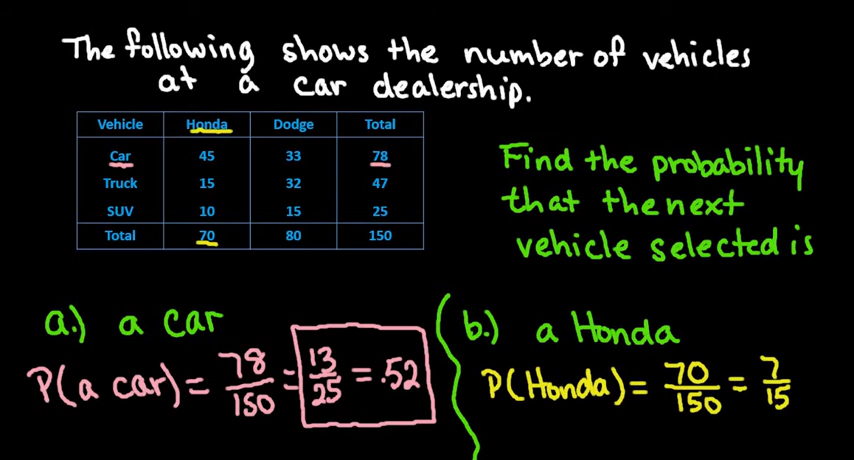 The following shows the number of vehicles
at a car dealership.
Vehicle Honda Dodge Total
Car 45 33 78
Truck 15 32 47
SUV 10 15 25
Total 70 80 150
Find the probability
that the next
vehicle selected is
a.) a car
P(a car) = 78/150 = 13/25 = .52
b.) a Honda
P(Honda) = 70/150 = 7/15